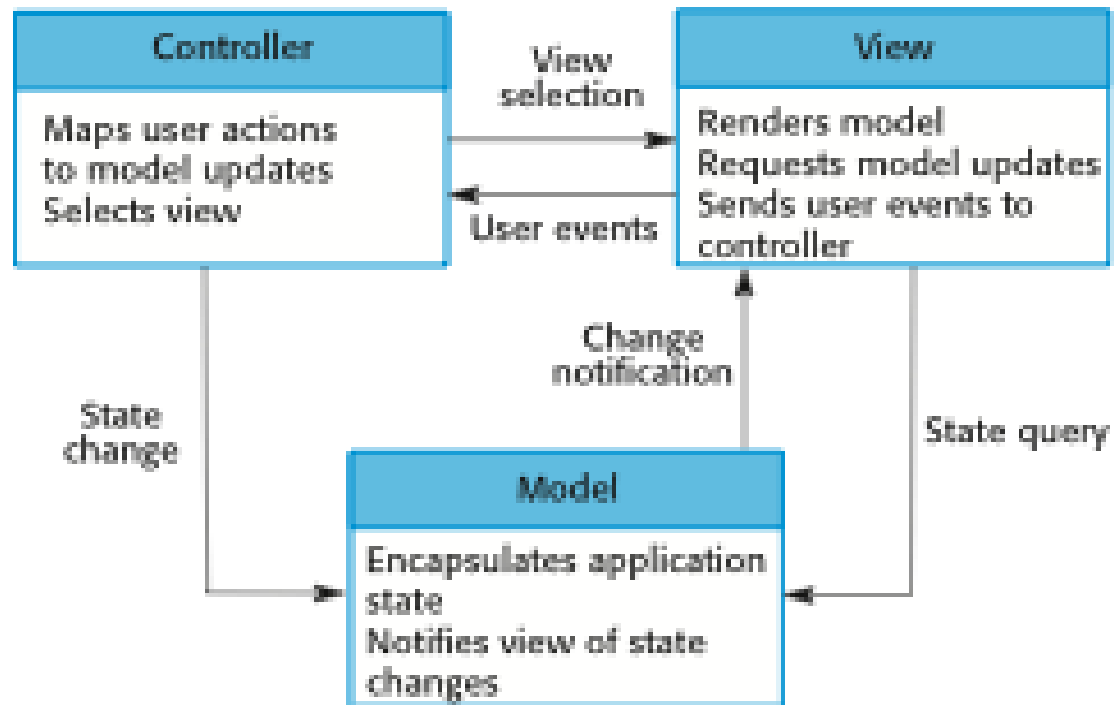 Controller
Maps user actions
to model updates
Selects view
View
selection
User events
View
Renders model
Requests model updates
Sends user events to
controller
State
change
Change
notification
State query
Model
Encapsulates application
state
Notifies view of state
changes